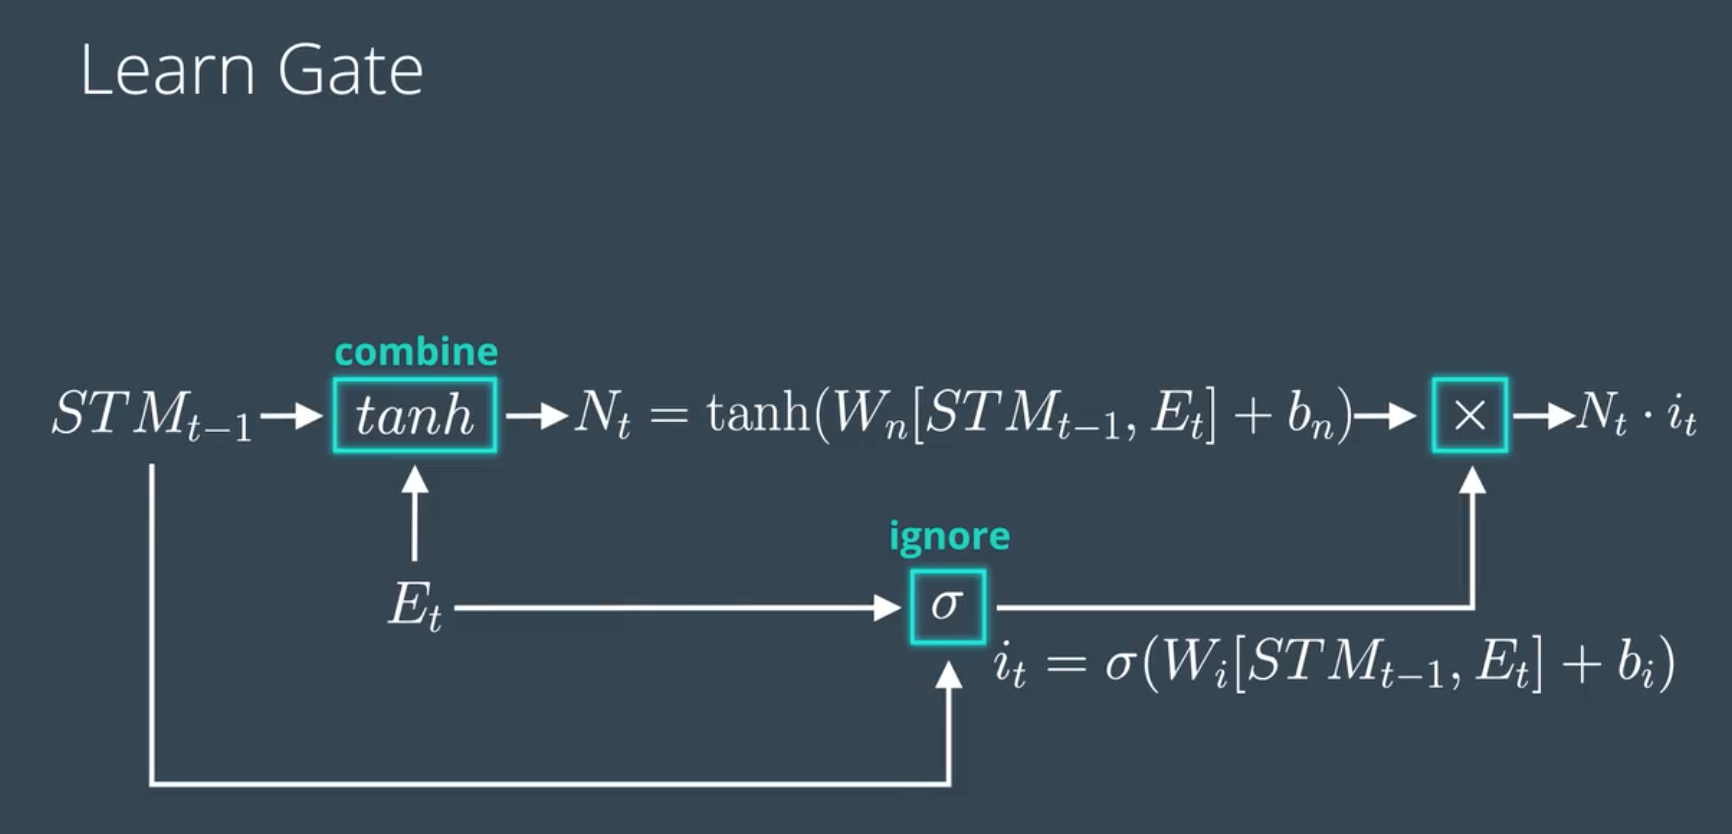 Learn Gate
combine
STM_{t−1} tanh N_t = tanh(W_n[STM_{t−1}, E_t] + b_n) × N_t · i_t
ignore
E_t σ
i_t = σ(W_i[STM_{t−1}, E_t] + b_i)